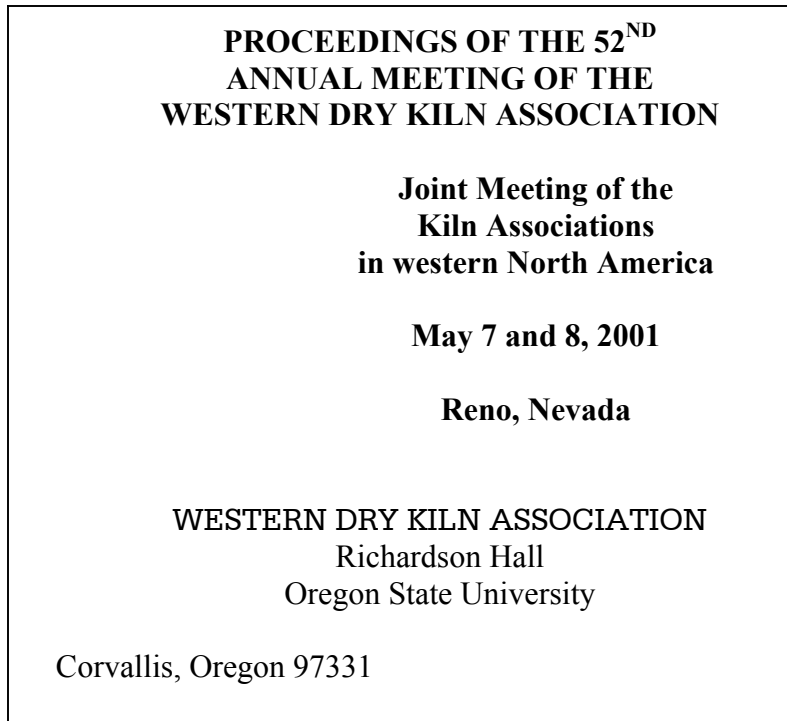 PROCEEDINGS OF THE 52ND
ANNUAL MEETING OF THE
WESTERN DRY KILN ASSOCIATION
Joint Meeting of the
Kiln Associations
in western North America
May 7 and 8, 2001
Reno, Nevada
WESTERN DRY KILN ASSOCIATION
Richardson Hall
Oregon State University
Corvallis, Oregon 97331